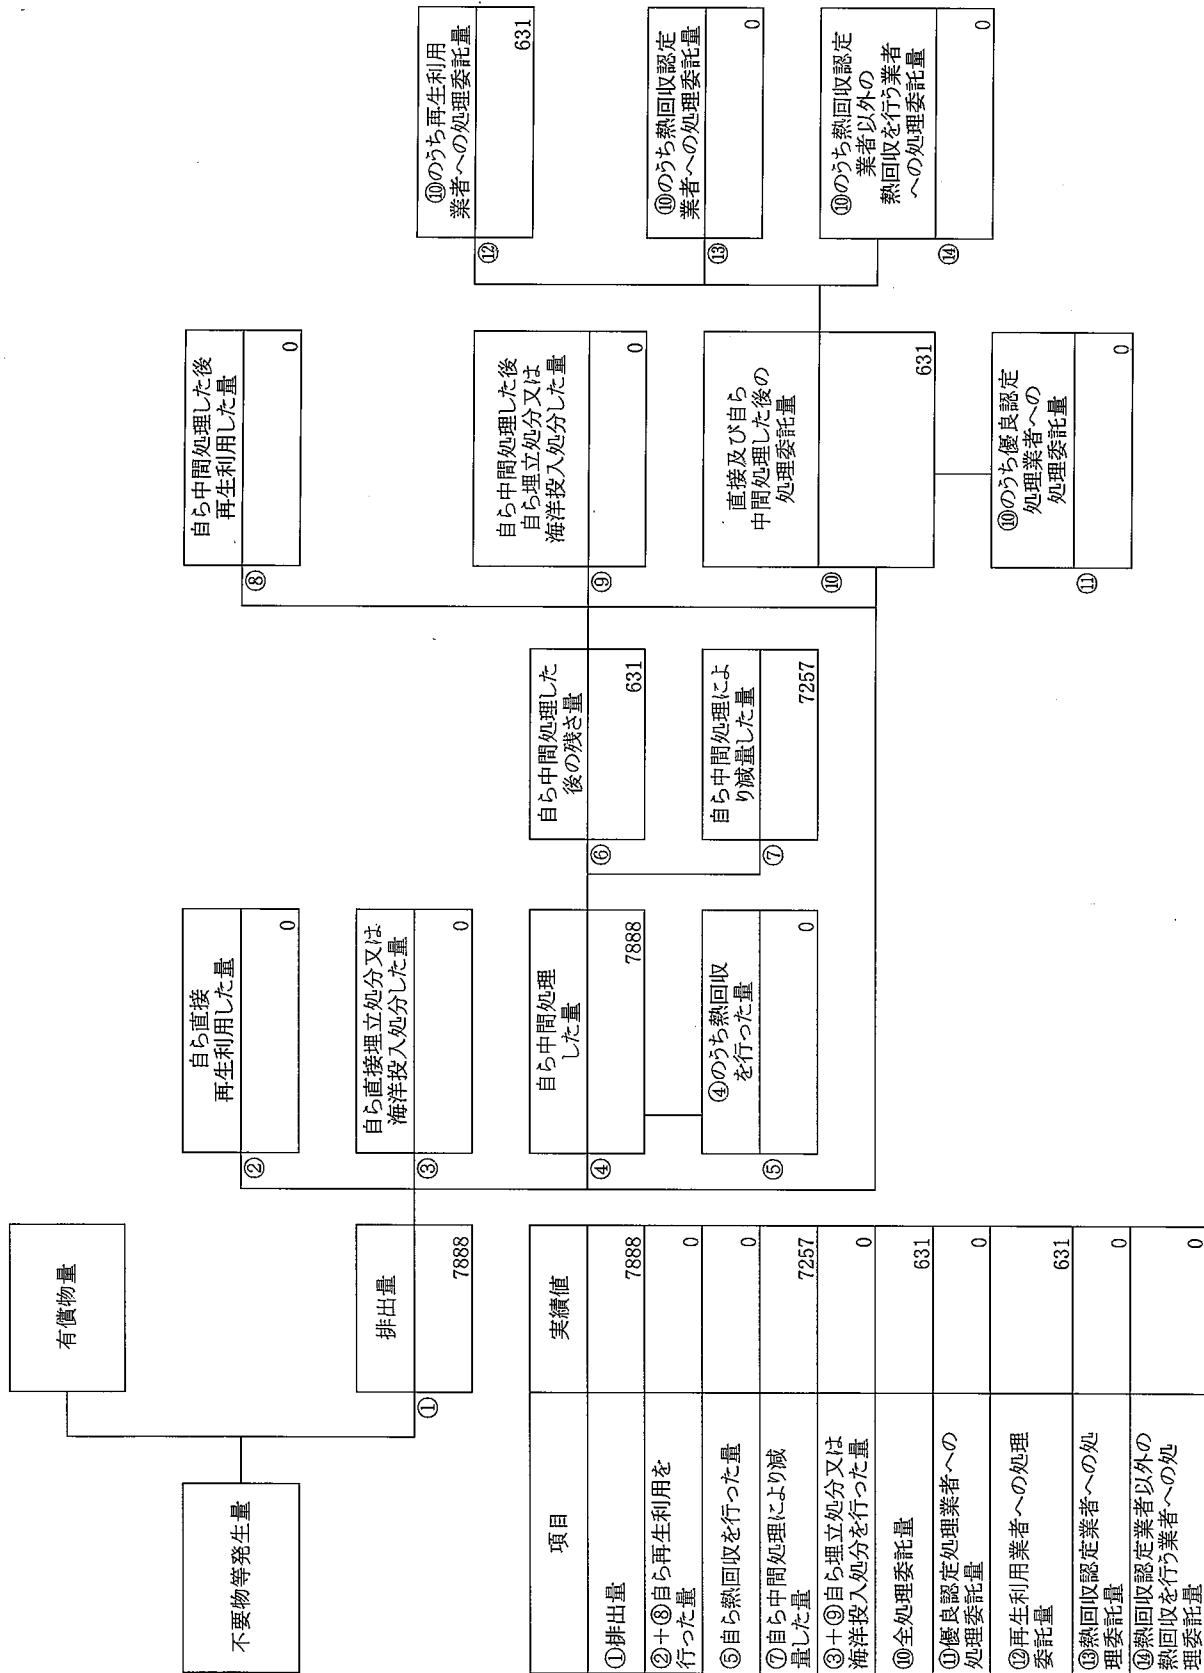 不要物等発生量
有償物量
①
排出量
7888
②
自ら直接
再生利用した量
0
③
自ら直接埋立処分又は
海洋投入処分した量
0
④
自ら中間処理
した量
7888
⑤
④のうち熱回収
を行った量
0
⑥
自ら中間処理した
後の残さ量
631
⑦
自ら中間処理によ
り減量した量
7257
⑧
自ら中間処理した後
再生利用した量
0
⑨
自ら中間処理した後
自ら埋立処分又は
海洋投入処分した量
0
⑩
直接及び自ら
中間処理した後の
処理委託量
631
⑪
⑩のうち優良認定
処理業者への
処理委託量
0
⑫
⑩のうち再生利用
業者への処理委託量
631
⑬
⑩のうち熱回収認定
業者への処理委託量
0
⑭
⑩のうち熱回収認定
業者以外の
熱回収を行う業者
への処理委託量
0
項目 実績値
①排出量 7888
②+⑧自ら再生利用を
行った量 0
⑤自ら熱回収を行った量 0
⑦自ら中間処理により減
量した量 7257
③+⑨自ら埋立処分又は
海洋投入処分を行った量 0
⑩全処理委託量 631
⑪優良認定処理業者への
処理委託量 0
⑫再生利用業者への処理
委託量 631
⑬熱回収認定業者への処
理委託量 0
⑭熱回収認定業者以外の
熱回収を行う業者への処
理委託量 0